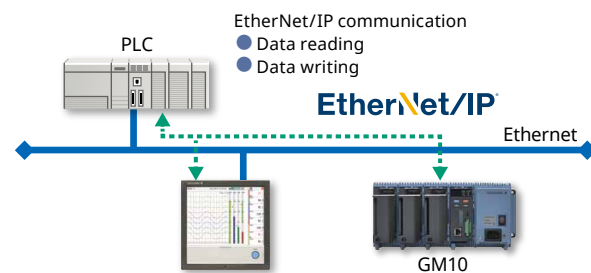 EtherNet/IP communication
PLC
Data reading
Data writing
EtherNet/IP
Ethernet
GM10